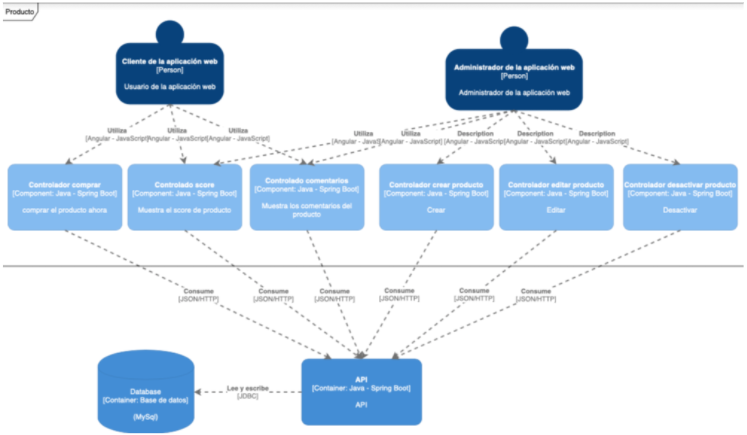 Producto
Cliente de la aplicación web
[Person]
Usuario de la aplicación web
Administrador de la aplicación web
[Person]
Administrador de la aplicación web
Utiliza
[Angular - JavaScript]
Utiliza
[Angular - JavaScript]
Utiliza
[Angular - JavaScript]
Utiliza
[Angular - JavaScript]
Utiliza
[Angular - JavaScript]
Description
[Angular - JavaScript]
Description
[Angular - JavaScript]
Description
[Angular - JavaScript]
Controlador comprar
[Component: Java - Spring Boot]
comprar el producto ahora
Controlado score
[Component: Java - Spring Boot]
Muestra el score de producto
Controlado comentarios
[Component: Java - Spring Boot]
Muestra los comentarios del
producto
Controlador crear producto
[Component: Java - Spring Boot]
Crear
Controlador editar producto
[Component: Java - Spring Boot]
Editar
Controlador desactivar producto
[Component: Java - Spring Boot]
Desactivar
Consume
[JSON/HTTP]
Consume
[JSON/HTTP]
Consume
[JSON/HTTP]
Consume
[JSON/HTTP]
Consume
[JSON/HTTP]
Consume
[JSON/HTTP]
Database
[Container: Base de datos]
(MySql)
Lee y escribe
[JDBC]
API
[Container: Java - Spring Boot]
API